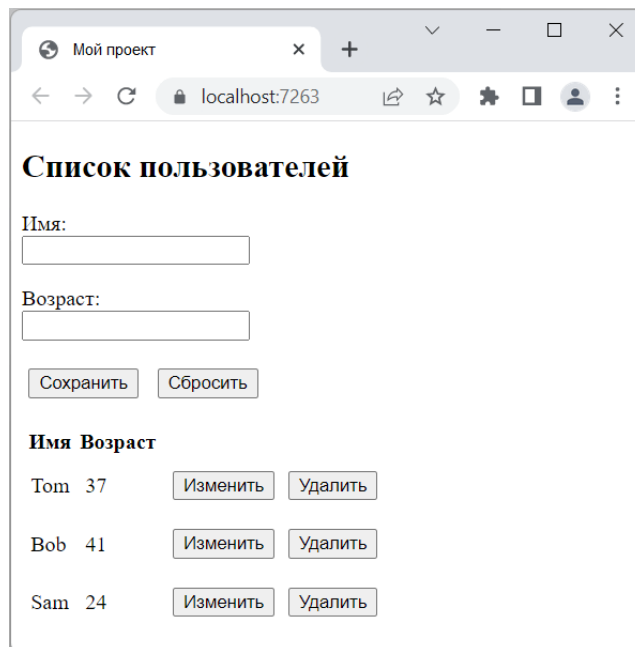 Мой проект
localhost:7263
Список пользователей
Имя:
Возраст:
Сохранить Сбросить
Имя Возраст
Tom 37 Изменить Удалить
Bob 41 Изменить Удалить
Sam 24 Изменить Удалить